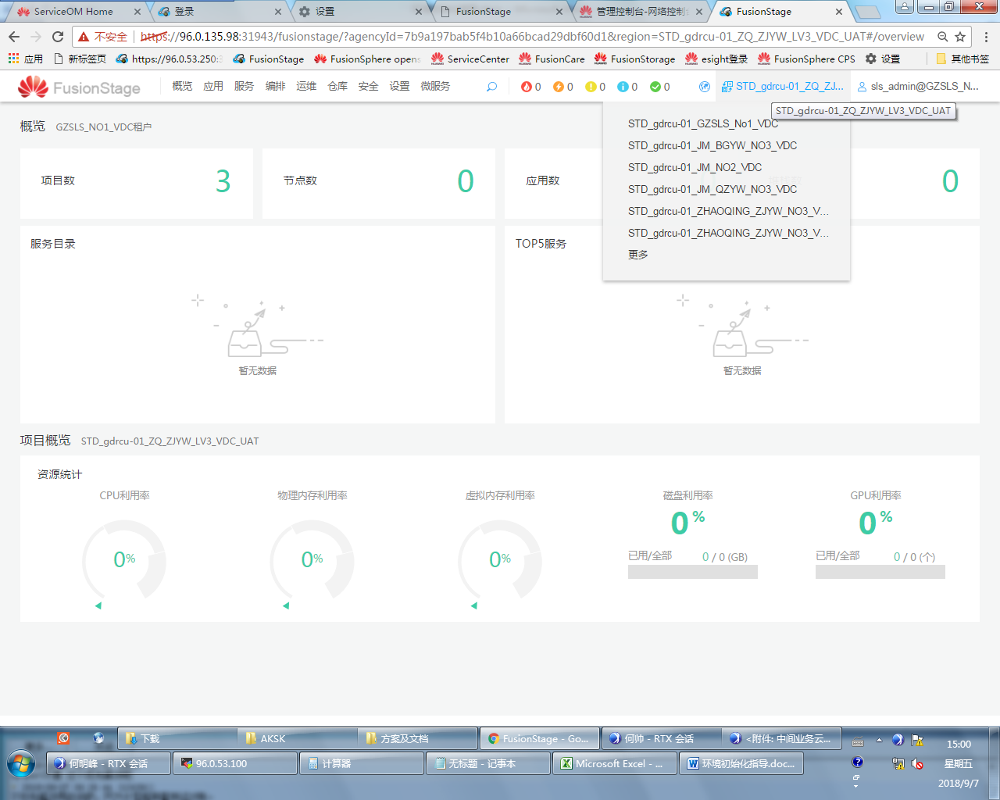 ServiceOM Home
登录
设置
FusionStage
管理控制台-网络控制台
FusionStage
不安全 https://96.0.135.98:31943/fusionstage/?agencyId=7b9a197bab5f4b10a66bcad29dbf60d1&region=STD_gdrcu-01_ZQ_ZJYW_LV3_VDC_UAT#/overview
应用 新标签页 https://96.0.53.250:3 FusionStage FusionSphere opens ServiceCenter FusionCare FusionStorage esight登录 FusionSphere CPS 设置 其他书签
FusionStage 概览 应用 服务 编排 运维 仓库 安全 设置 微服务 0 0 0 0 0 STD_gdrcu-01_ZQ_ZJ... sls_admin@GZSLS_N...
STD_gdrcu-01_ZQ_ZJYW_LV3_VDC_UAT
概览 GZSLS_NO1_VDC租户
STD_gdrcu-01_GZSLS_No1_VDC
STD_gdrcu-01_JM_BGYW_NO3_VDC
STD_gdrcu-01_JM_NO2_VDC
STD_gdrcu-01_JM_QZYW_NO3_VDC
STD_gdrcu-01_ZHAOQING_ZJYW_NO3_V...
STD_gdrcu-01_ZHAOQING_ZJYW_NO3_V...
更多
项目数 3 节点数 0 应用数 0
服务目录
暂无数据
TOP5服务
暂无数据
项目概览 STD_gdrcu-01_ZQ_ZJYW_LV3_VDC_UAT
资源统计
CPU利用率 物理内存利用率 虚拟内存利用率 磁盘利用率 GPU利用率
0% 0% 0% 0% 0%
已用/全部 0 / 0 (GB) 已用/全部 0 / 0 (个)
下载 AKSK 方案及文档 FusionStage - Go... 何帅 - RTX 会话 <附件: 中间业务云...
何明峰 - RTX 会话 96.0.53.100 计算器 无标题 - 记事本 Microsoft Excel - ... 环境初始化指导.doc...
15:00
星期五
2018/9/7